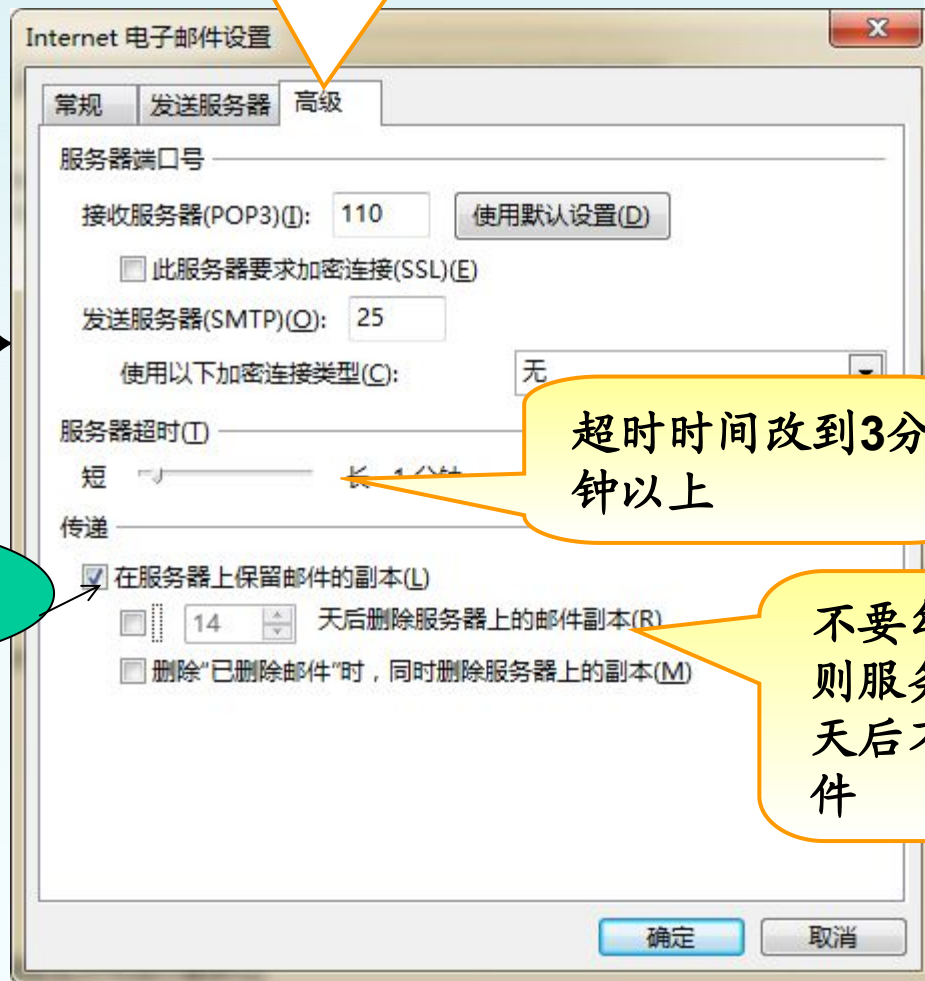 Internet 电子邮件设置
常规 发送服务器 高级
服务器端口号
接收服务器(POP3)(I): 110 使用默认设置(D)
此服务器要求加密连接(SSL)(E)
发送服务器(SMTP)(O): 25
使用以下加密连接类型(C): 无
服务器超时(T)
超时时间改到3分
钟以上
短 长 1 分钟
传递
在服务器上保留邮件的副本(L)
14 天后删除服务器上的邮件副本(R)
删除“已删除邮件”时，同时删除服务器上的副本(M)
不要
则服务
天后不
件
确定 取消